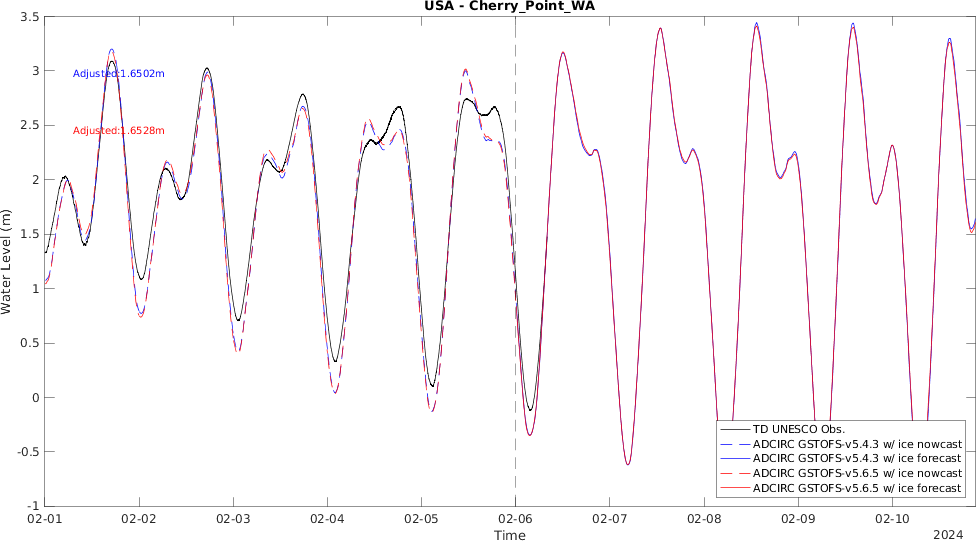 USA - Cherry_Point_WA
3.5
3
2.5
2
1.5
1
0.5
0
-0.5
-1
Water Level (m)
Adjusted:1.6502m
Adjusted:1.6528m
TD UNESCO Obs.
ADCIRC GSTOFS-v5.4.3 w/ ice nowcast
ADCIRC GSTOFS-v5.4.3 w/ ice forecast
ADCIRC GSTOFS-v5.6.5 w/ ice nowcast
ADCIRC GSTOFS-v5.6.5 w/ ice forecast
02-01 02-02 02-03 02-04 02-05 02-06 02-07 02-08 02-09 02-10
Time
2024